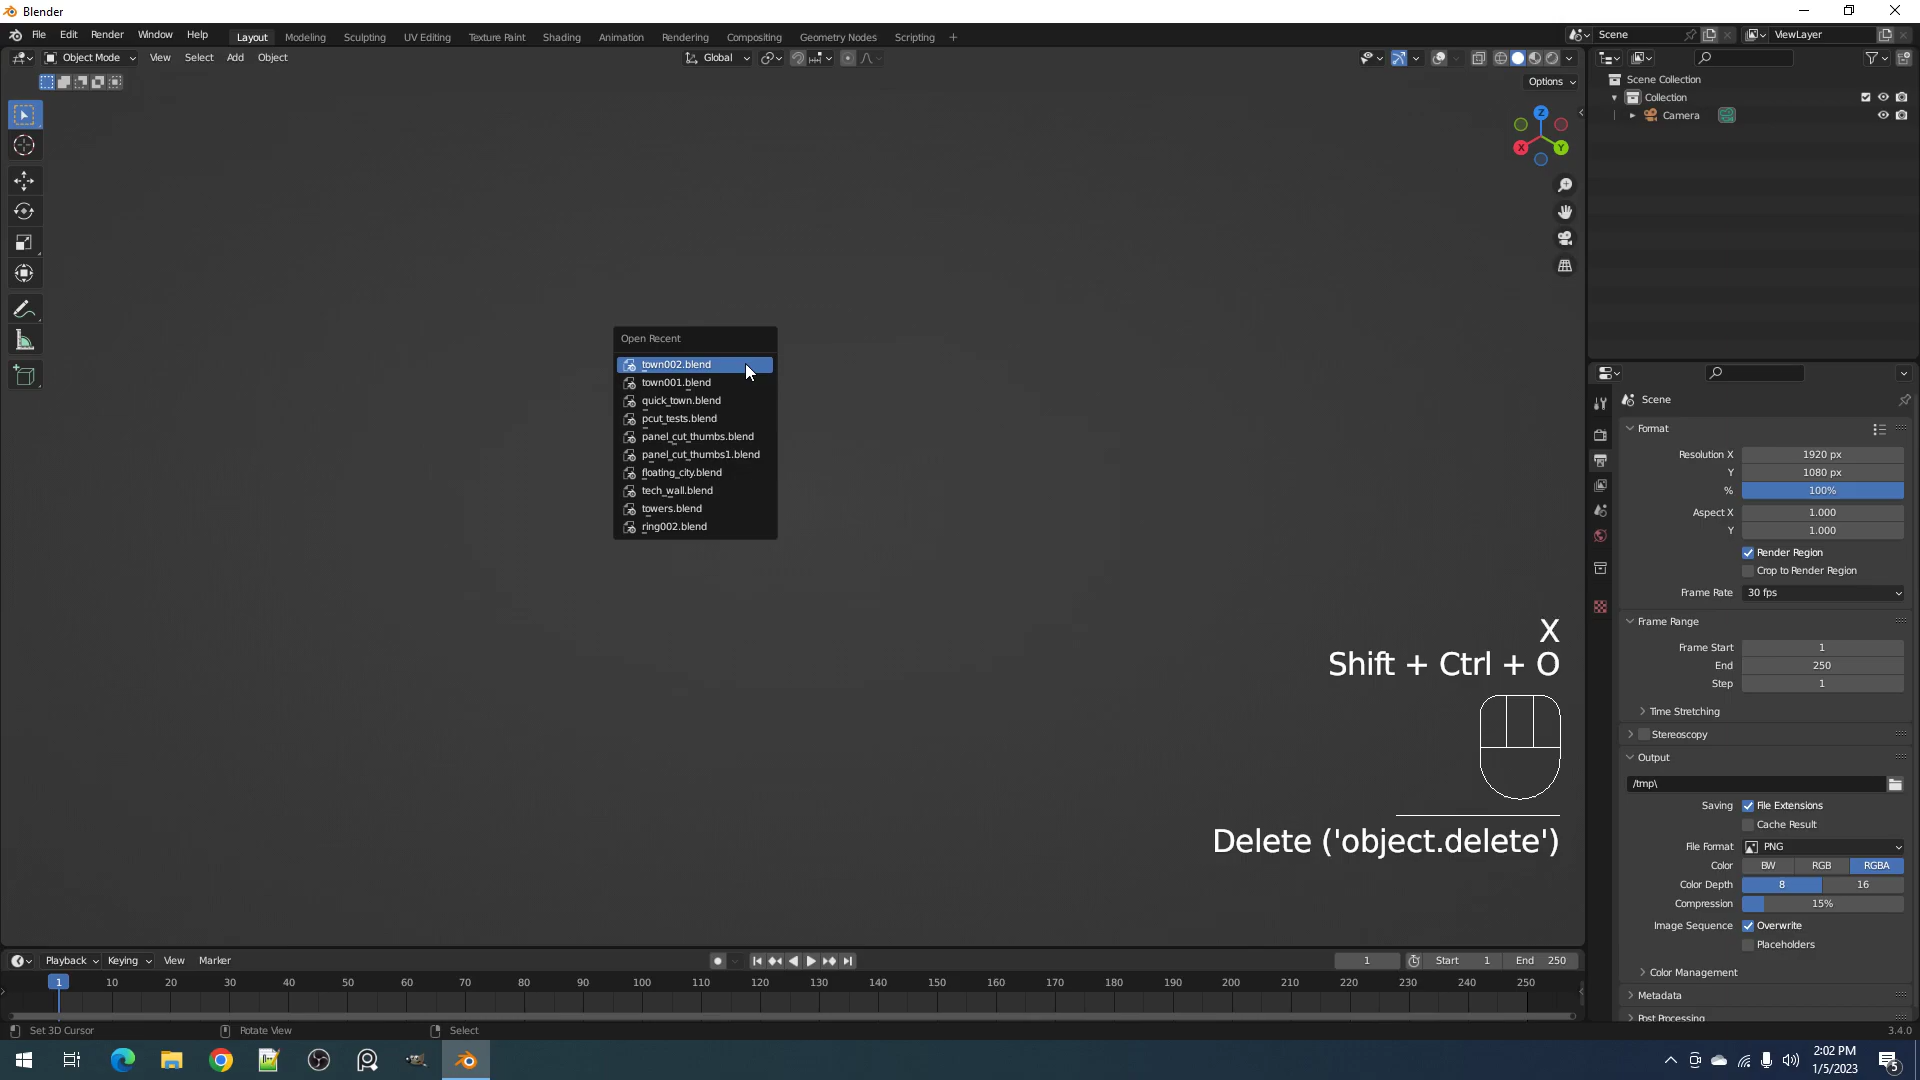 Blender
File Edit Render Window Help
Layout Modeling Sculpting UV Editing Texture Paint Shading Animation Rendering Compositing Geometry Nodes Scripting +
Scene
ViewLayer
Object Mode View Select Add Object
Global
Options
Z
X
Y
Scene Collection
Collection
Camera
Open Recent
town002.blend
town001.blend
quick_town.blend
pcut_tests.blend
panel_cut_thumbs.blend
panel_cut_thumbs1.blend
floating_city.blend
tech_wall.blend
towers.blend
ring002.blend
X
Shift + Ctrl + O
Delete ('object.delete')
Scene
Format
Resolution X 1920 px
Y 1080 px
% 100%
Aspect X 1.000
Y 1.000
Render Region
Crop to Render Region
Frame Rate 30 fps
Frame Range
Frame Start 1
End 250
Step 1
Time Stretching
Stereoscopy
Output
/tmp\
Saving File Extensions
Cache Result
File Format PNG
Color BW RGB RGBA
Color Depth 8 16
Compression 15%
Image Sequence Overwrite
Placeholders
Color Management
Metadata
Post Processing
Playback Keying View Marker
1 Start 1 End 250
1 10 20 30 40 50 60 70 80 90 100 110 120 130 140 150 160 170 180 190 200 210 220 230 240 250
Set 3D Cursor Rotate View Select
3.4.0
2:02 PM
1/5/2023
5